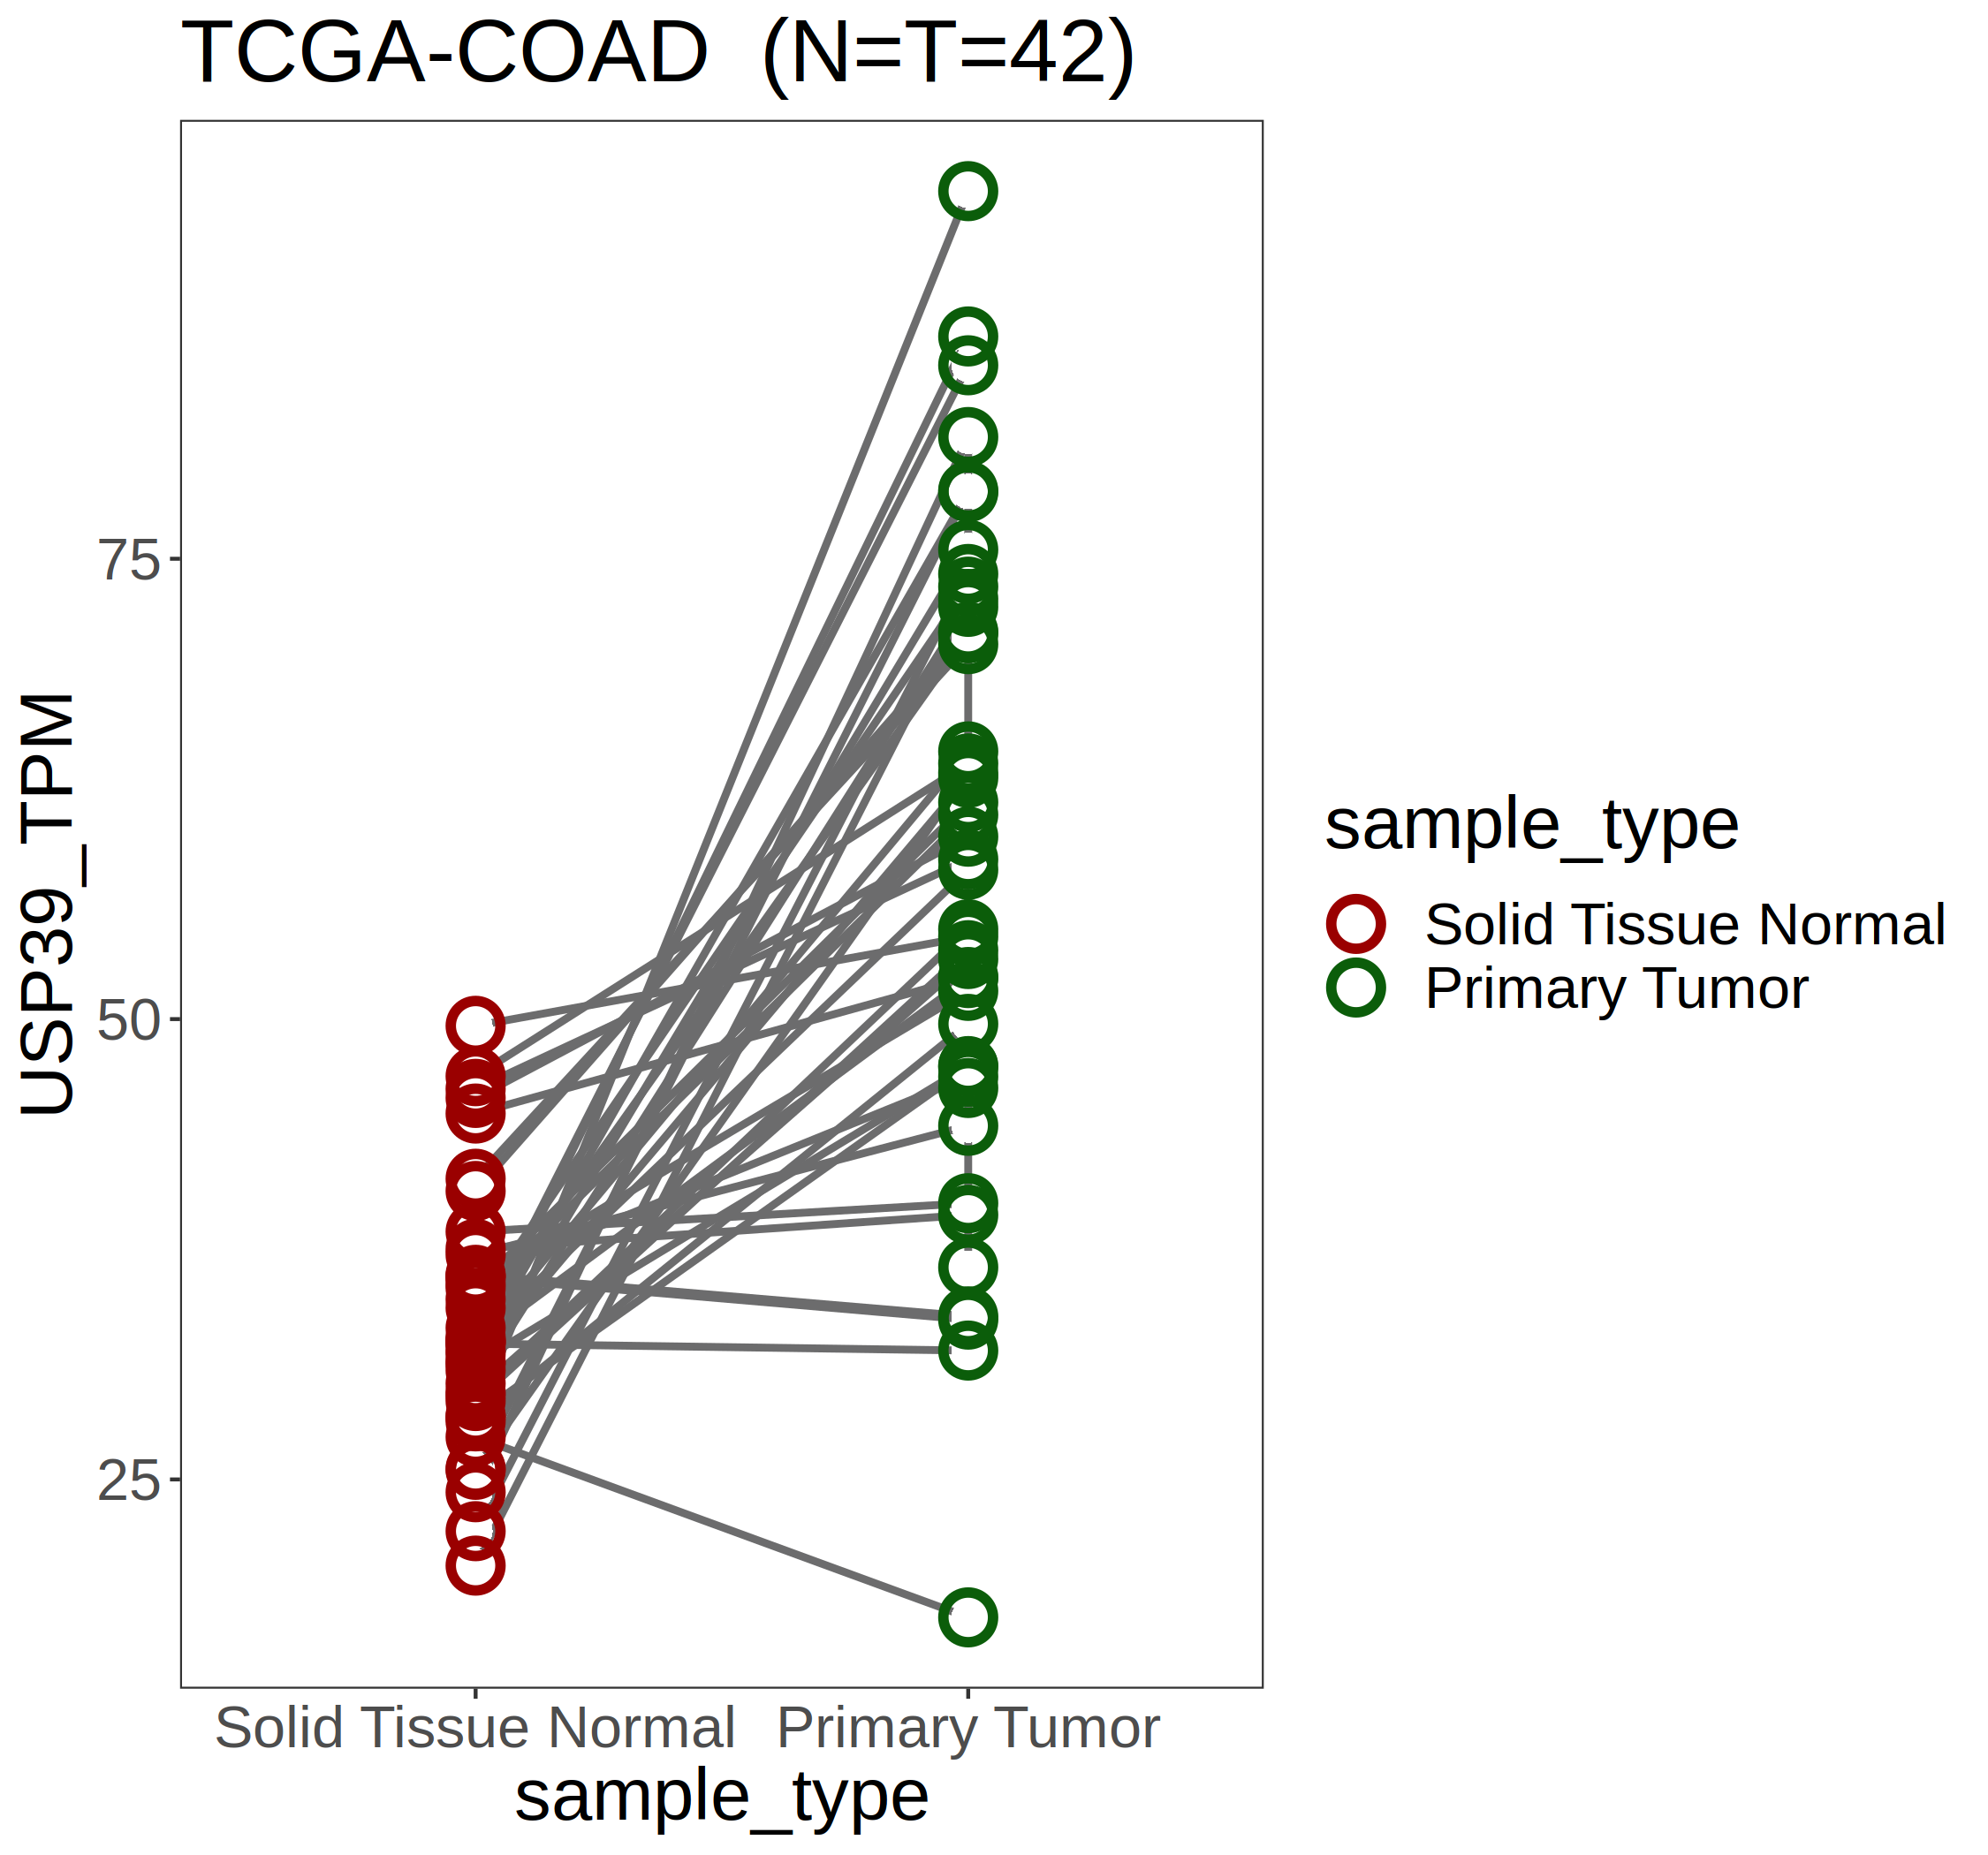 TCGA-COAD  (N=T=42)
USP39_TPM
75
50
25
Solid Tissue Normal
Primary Tumor
sample_type
sample_type
Solid Tissue Normal
Primary Tumor